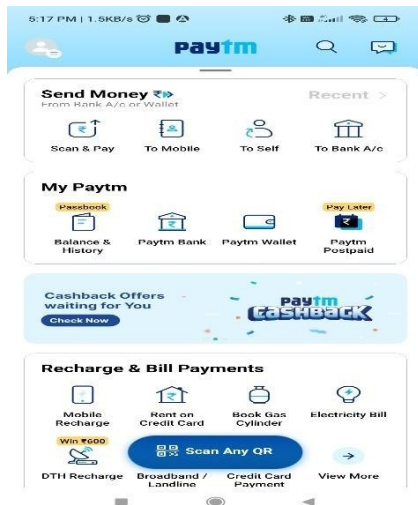 5:17 PM | 1.5KB/s
paytm
Send Money ₹
Recent >
From Bank A/c or Wallet
Scan & Pay
To Mobile
To Self
To Bank A/c
My Paytm
Passbook
Pay Later
Balance & History
Paytm Bank
Paytm Wallet
Paytm Postpaid
Cashback Offers
waiting for You
Check Now
paytm
CASHBACK
Recharge & Bill Payments
Mobile Recharge
Rent on Credit Card
Book Gas Cylinder
Electricity Bill
Win ₹600
Scan Any QR
DTH Recharge
Broadband / Landline
Credit Card Payment
View More